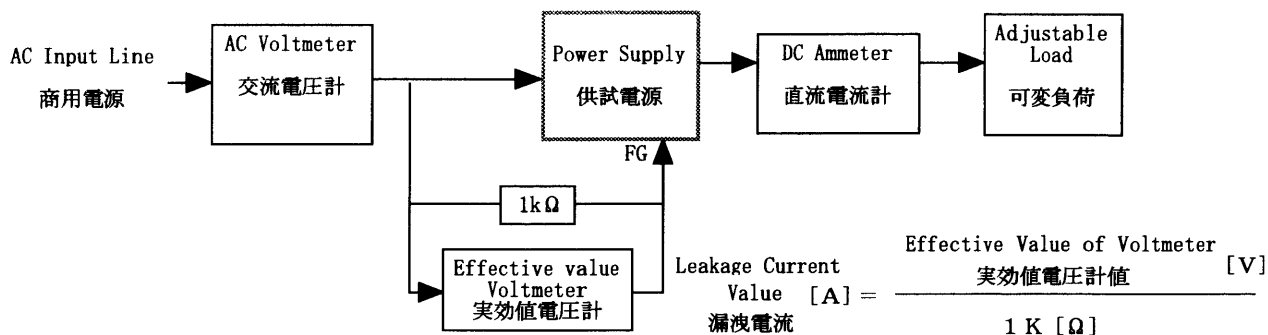 AC Input Line
商用電源
AC Voltmeter
交流電圧計
Power Supply
供試電源
DC Ammeter
直流電流計
Adjustable
Load
可変負荷
FG
1kΩ
Effective value
Voltmeter
実効値電圧計
Leakage Current
Value [A] =
漏洩電流
Effective Value of Voltmeter
実効値電圧計値 [V]
1 K [Ω]